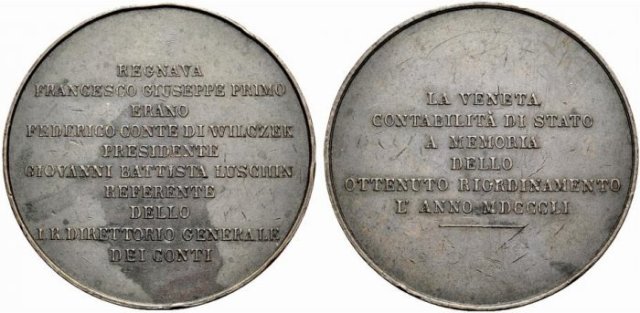 REGNAVA
FRANCESCO GIUSEPPE PRIMO
ERANO
FEDERICO CONTE DI WILCZEK
PRESIDENTE
GIOVANNI BATTISTA LUSCHIN
REFERENTE
DELLO
I.R. DIRETTORIO GENERALE
DEI CONTI
LA VENETA
CONTABILITÀ DI STATO
A MEMORIA
DELLO
OTTENUTO RIORDINAMENTO
L'ANNO MDCCCLI